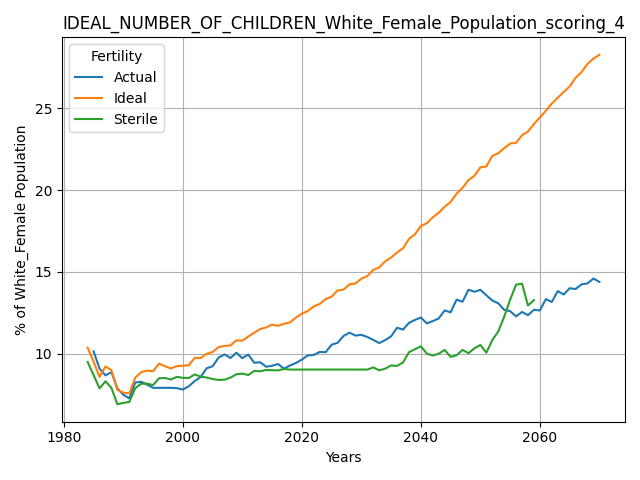 IDEAL_NUMBER_OF_CHILDREN_White_Female_Population_scoring_4
Fertility
Actual
Ideal
Sterile
% of White_Female Population
25
20
15
10
1980 2000 2020 2040 2060
Years